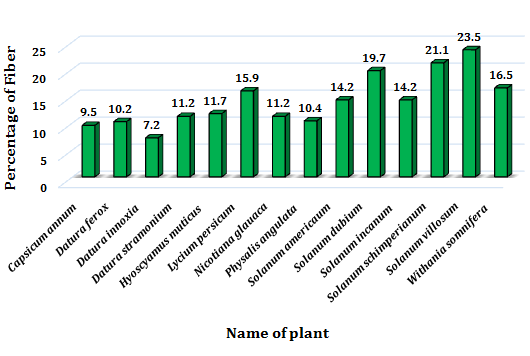 Percentage of Fiber
25
20
15
10
5
0
9.5
10.2
7.2
11.2
11.7
15.9
11.2
10.4
14.2
19.7
14.2
21.1
23.5
16.5
Capsicum annum
Datura ferox
Datura innoxia
Datura stramonium
Hyoscyamus muticus
Lycium persicum
Nicotiana glauaca
Physalis angulata
Solanum americaum
Solanum dubium
Solanum incanum
Solanum schimperianum
Solanum villosum
Withania somnifera
Name of plant